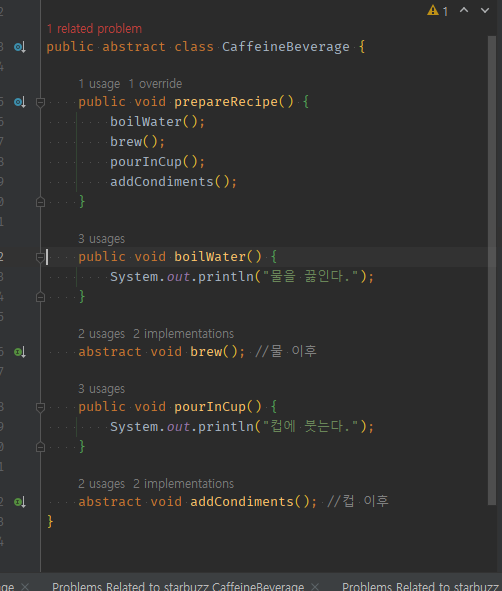 1
1 related problem
public abstract class CaffeineBeverage {
1 usage 1 override
public void prepareRecipe() {
boilWater();
brew();
pourInCup();
addCondiments();
}
3 usages
public void boilWater() {
System.out.println("물을 끓인다.");
}
2 usages 2 implementations
abstract void brew(); //물 이후
3 usages
public void pourInCup() {
System.out.println("컵에 붓는다.");
}
2 usages 2 implementations
abstract void addCondiments(); //컵 이후
}
Problems Related to starbuzz.CaffeineBeverage × Problems Related to starbuzz